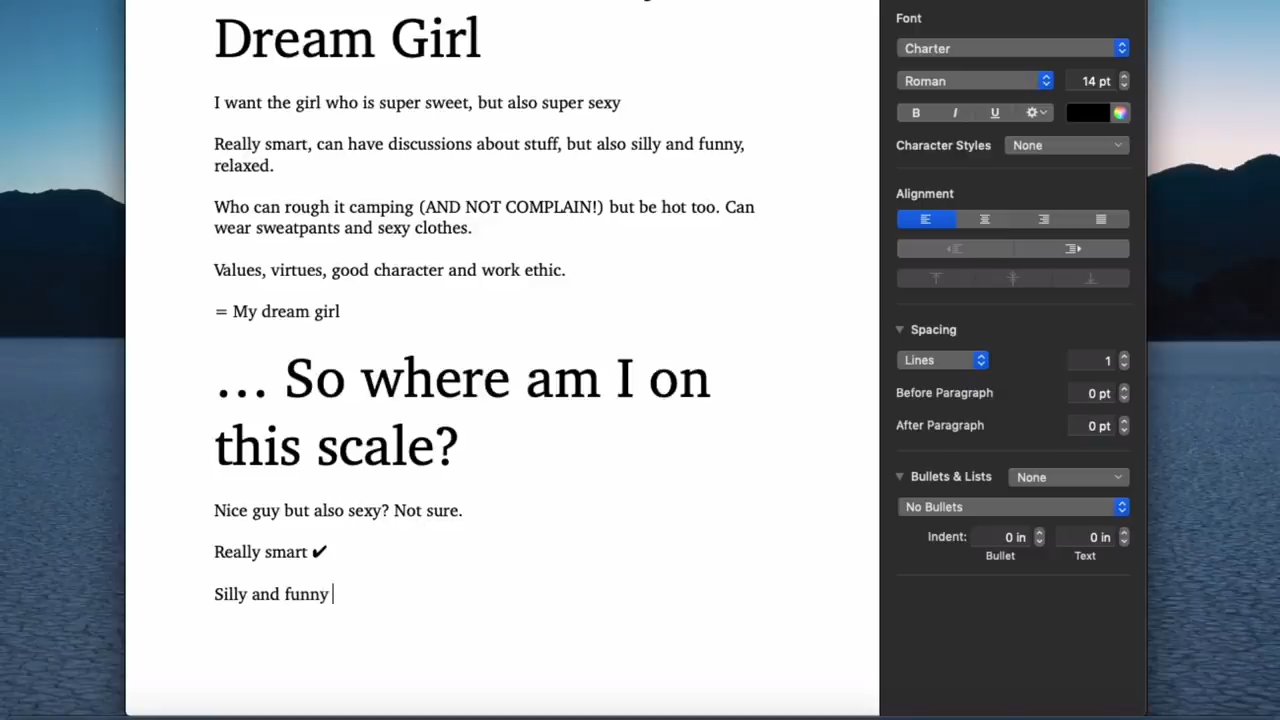 Dream Girl
I want the girl who is super sweet, but also super sexy
Really smart, can have discussions about stuff, but also silly and funny,
relaxed.
Who can rough it camping (AND NOT COMPLAIN!) but be hot too. Can
wear sweatpants and sexy clothes.
Values, virtues, good character and work ethic.
= My dream girl
… So where am I on
this scale?
Nice guy but also sexy? Not sure.
Really smart ✔
Silly and funny
Font
Charter
Roman 14 pt
B I U
Character Styles None
Alignment
Spacing
Lines 1
Before Paragraph 0 pt
After Paragraph 0 pt
Bullets & Lists None
No Bullets
Indent: 0 in 0 in
Bullet Text